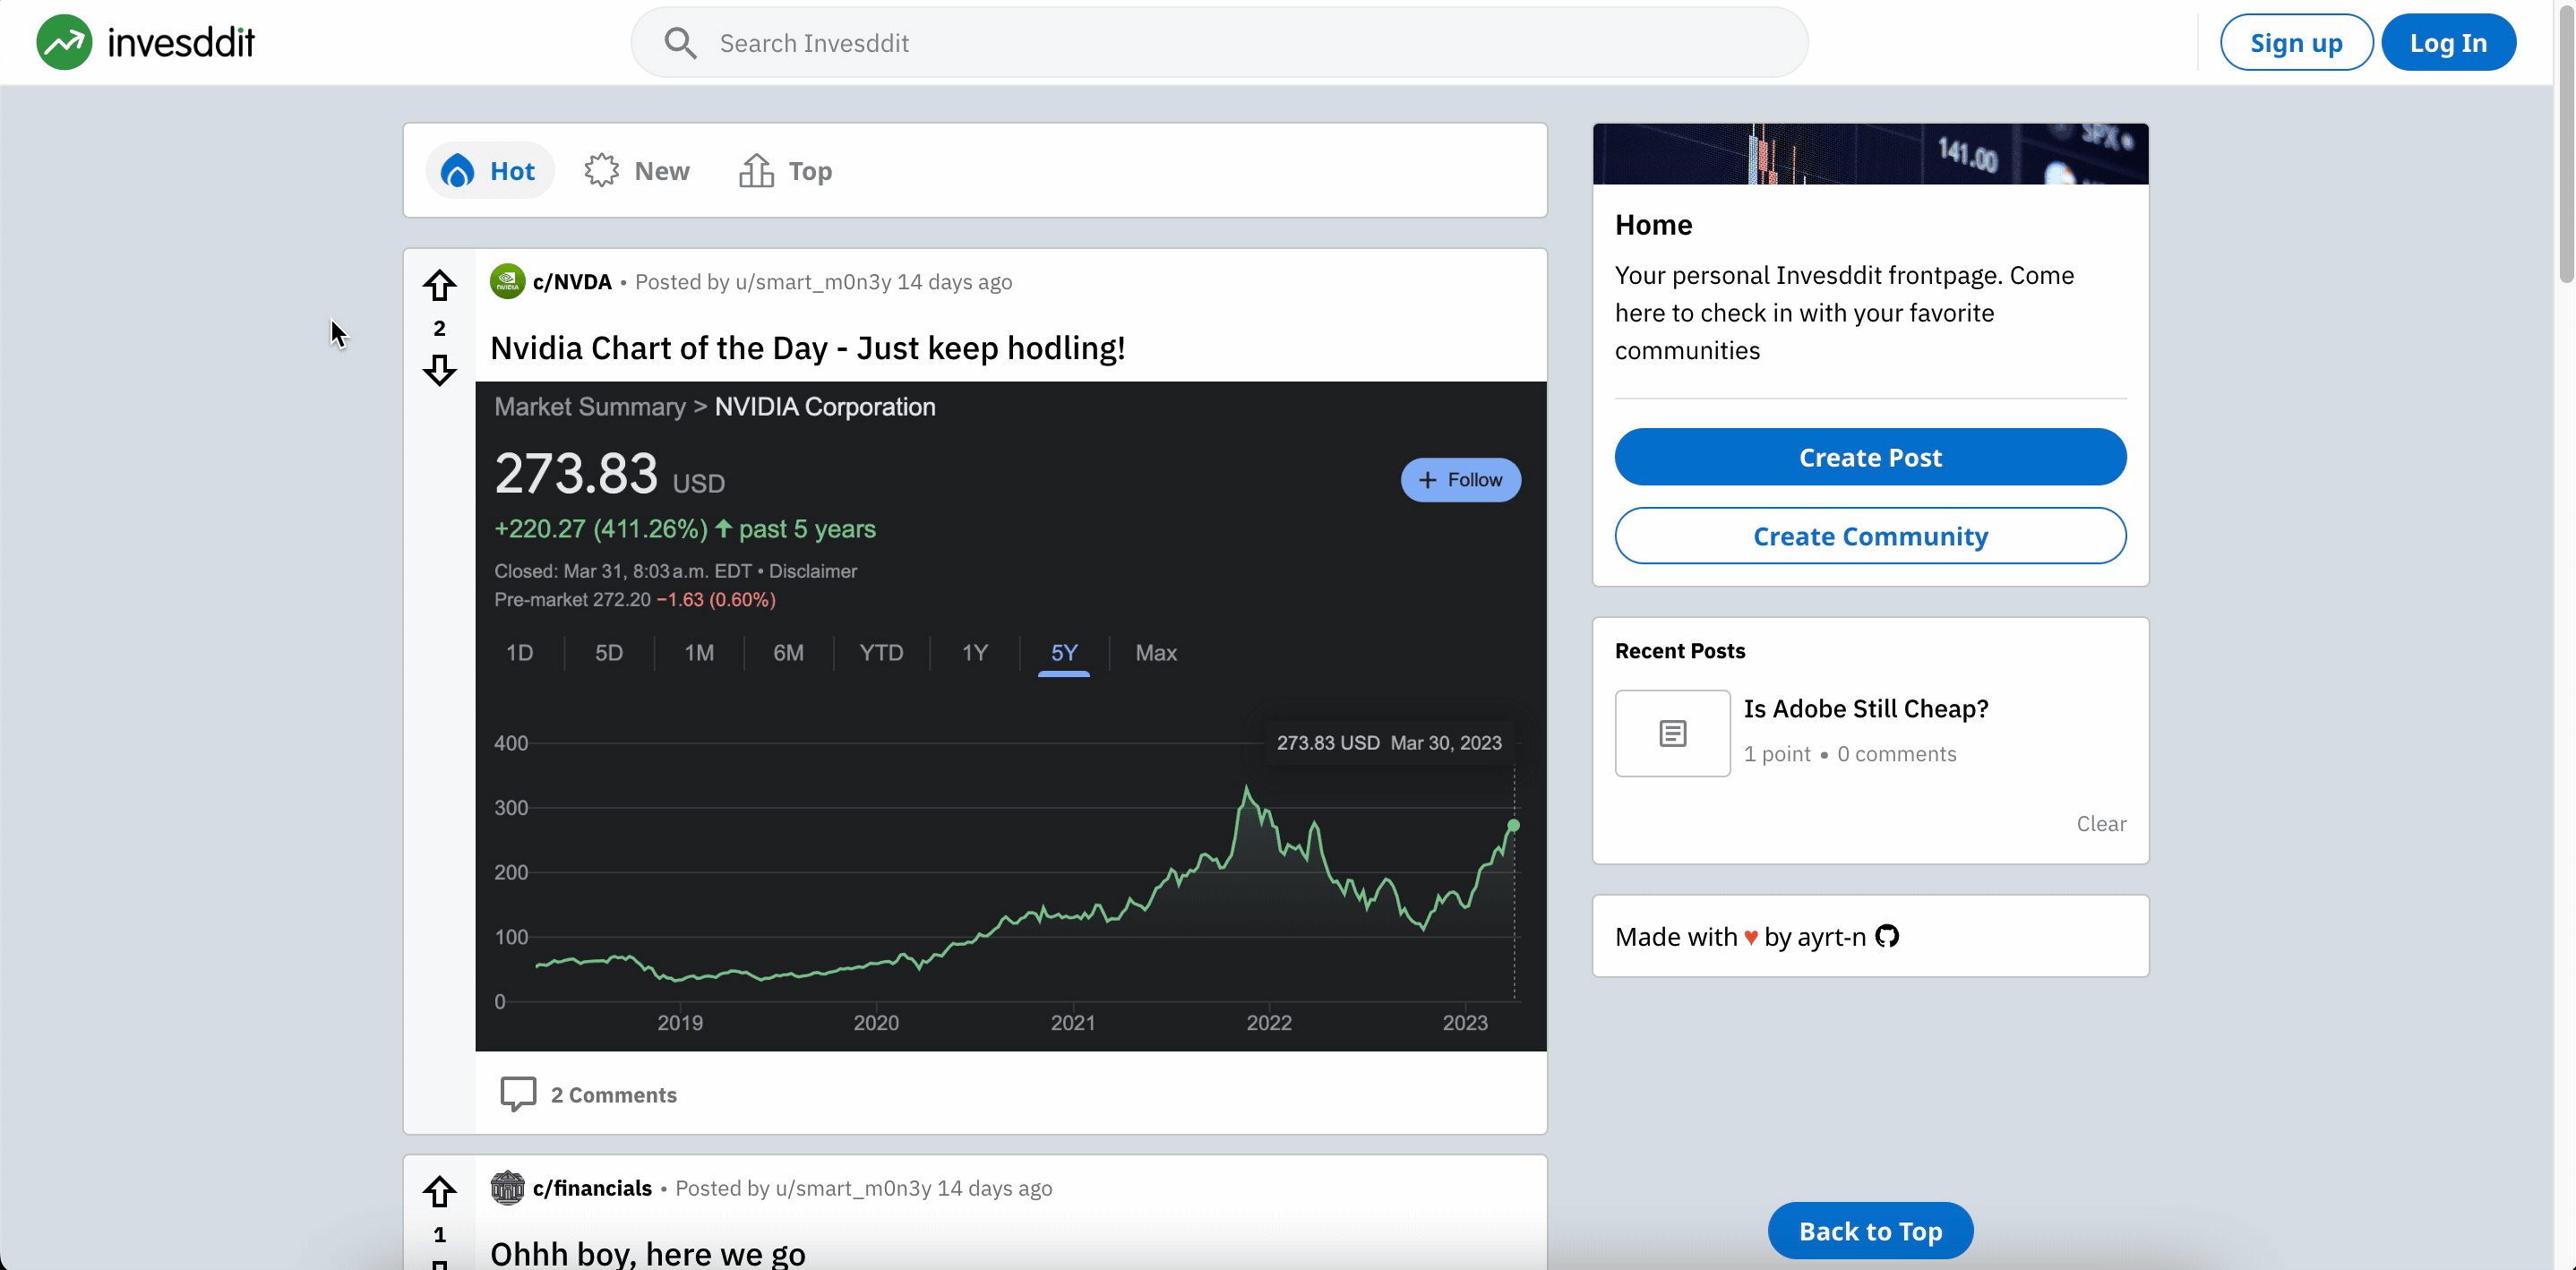 invesddit
Search Invesddit
Sign up
Log In
Hot
New
Top
2
c/NVDA • Posted by u/smart_m0n3y 14 days ago
Nvidia Chart of the Day - Just keep hodling!
Market Summary > NVIDIA Corporation
273.83 USD
+ Follow
+220.27 (411.26%) ↑ past 5 years
Closed: Mar 31, 8:03 a.m. EDT • Disclaimer
Pre-market 272.20 −1.63 (0.60%)
1D 5D 1M 6M YTD 1Y 5Y Max
273.83 USD Mar 30, 2023
400
300
200
100
0
2019 2020 2021 2022 2023
2 Comments
1
c/financials • Posted by u/smart_m0n3y 14 days ago
Ohhh boy, here we go
141.00
SPX
Home
Your personal Invesddit frontpage. Come
here to check in with your favorite
communities
Create Post
Create Community
Recent Posts
Is Adobe Still Cheap?
1 point • 0 comments
Clear
Made with ♥ by ayrt-n
Back to Top